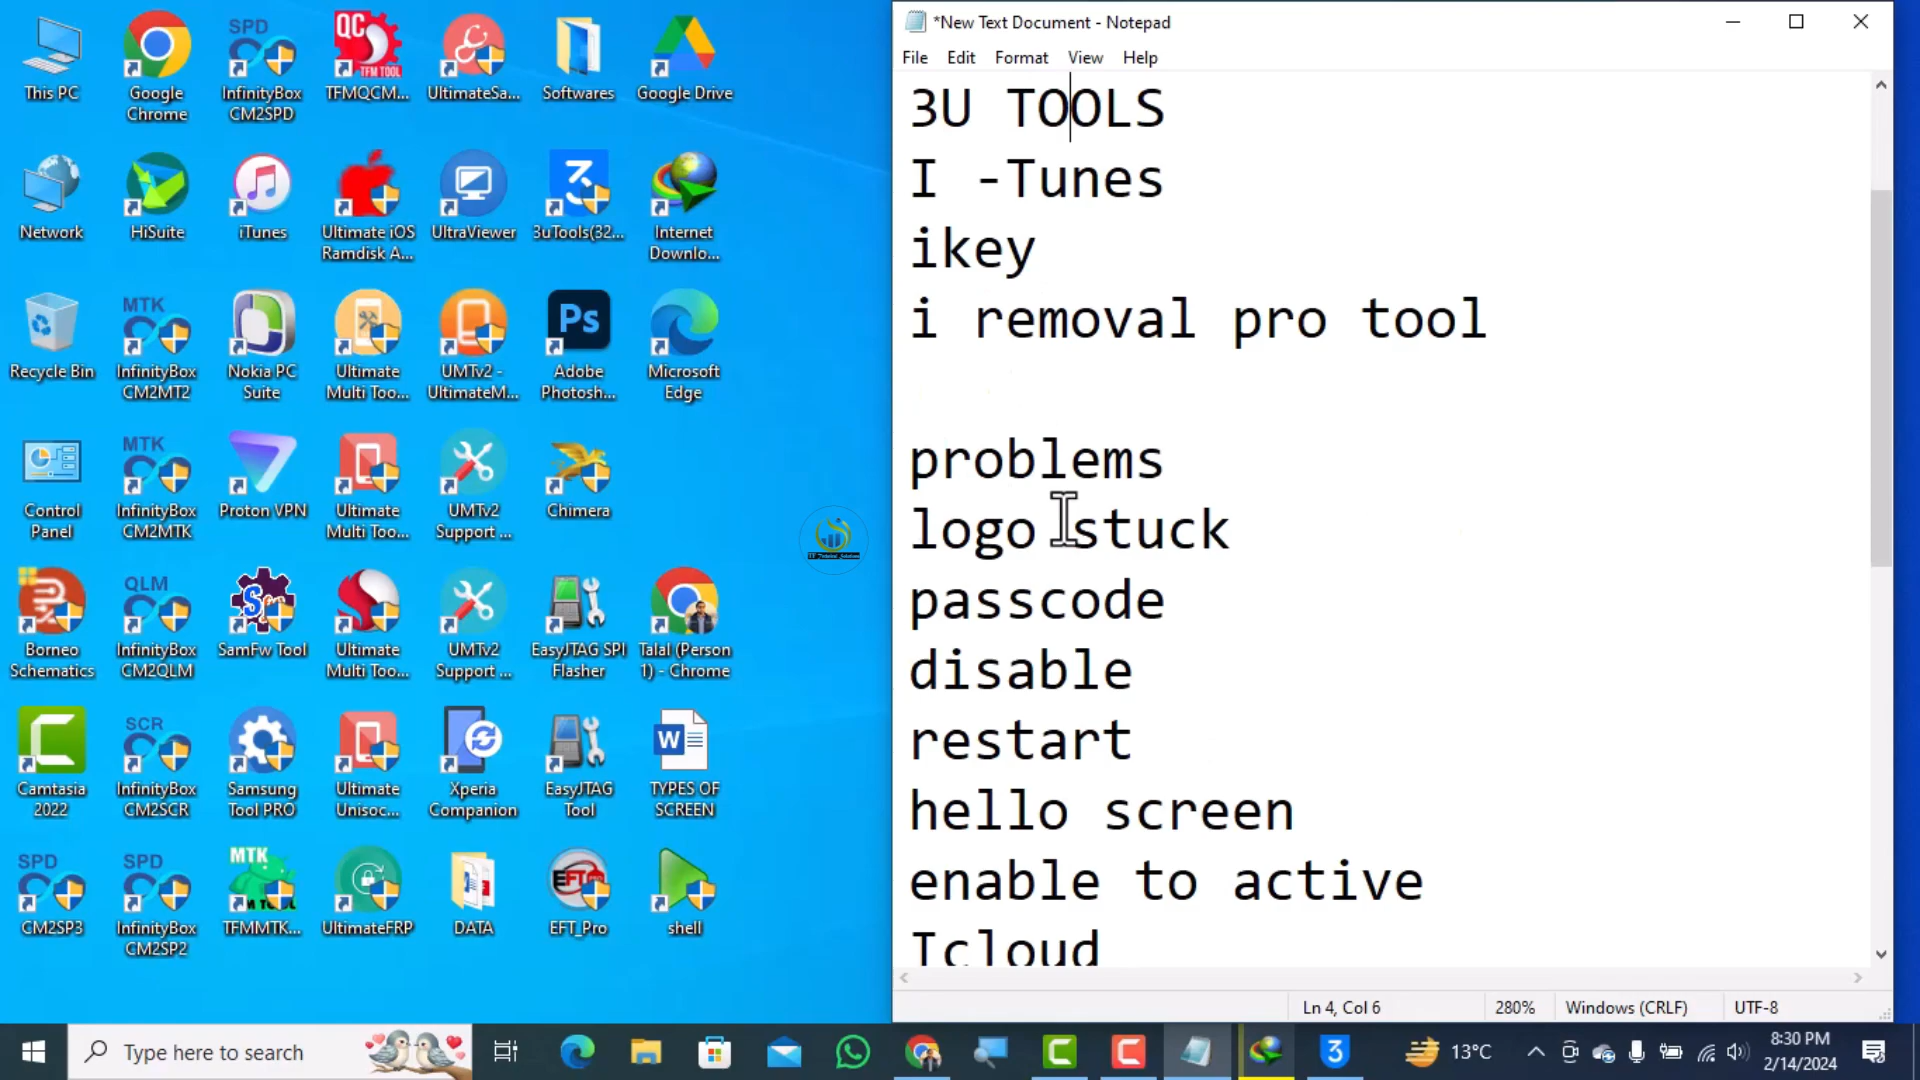 This PC
Google
Chrome
SPD
InfinityBox
CM2SPD
QC
TFM TOOL
TFMQCM...
UltimateSa...
Softwares
Google Drive
Network
HiSuite
iTunes
Ultimate iOS
Ramdisk A...
UltraViewer
3uTools(32...
Internet
Downlo...
Recycle Bin
MTK
InfinityBox
CM2MT2
Nokia PC
Suite
Ultimate
Multi Too...
UMTv2 -
UltimateM...
Ps
Adobe
Photosh...
Microsoft
Edge
Control
Panel
MTK
InfinityBox
CM2MTK
Proton VPN
Ultimate
Multi Too...
UMTv2
Support ...
Chimera
Borneo
Schematics
QLM
InfinityBox
CM2QLM
SamFw Tool
Ultimate
Multi Too...
UMTv2
Support ...
EasyJTAG SPI
Flasher
Talal (Person
1) - Chrome
Camtasia
2022
SCR
InfinityBox
CM2SCR
Samsung
Tool PRO
Ultimate
Unisoc...
Xperia
Companion
EasyJTAG
Tool
W
TYPES OF
SCREEN
SPD
CM2SP3
SPD
InfinityBox
CM2SP2
MTK
TFMMTK...
UltimateFRP
DATA
EFT
EFT_Pro
shell
*New Text Document - Notepad
File Edit Format View Help
3U TOOLS
I -Tunes
ikey
i removal pro tool
problems
logo stuck
passcode
disable
restart
hello screen
enable to active
Icloud
Ln 4, Col 6
280%
Windows (CRLF)
UTF-8
Type here to search
13°C
8:30 PM
2/14/2024